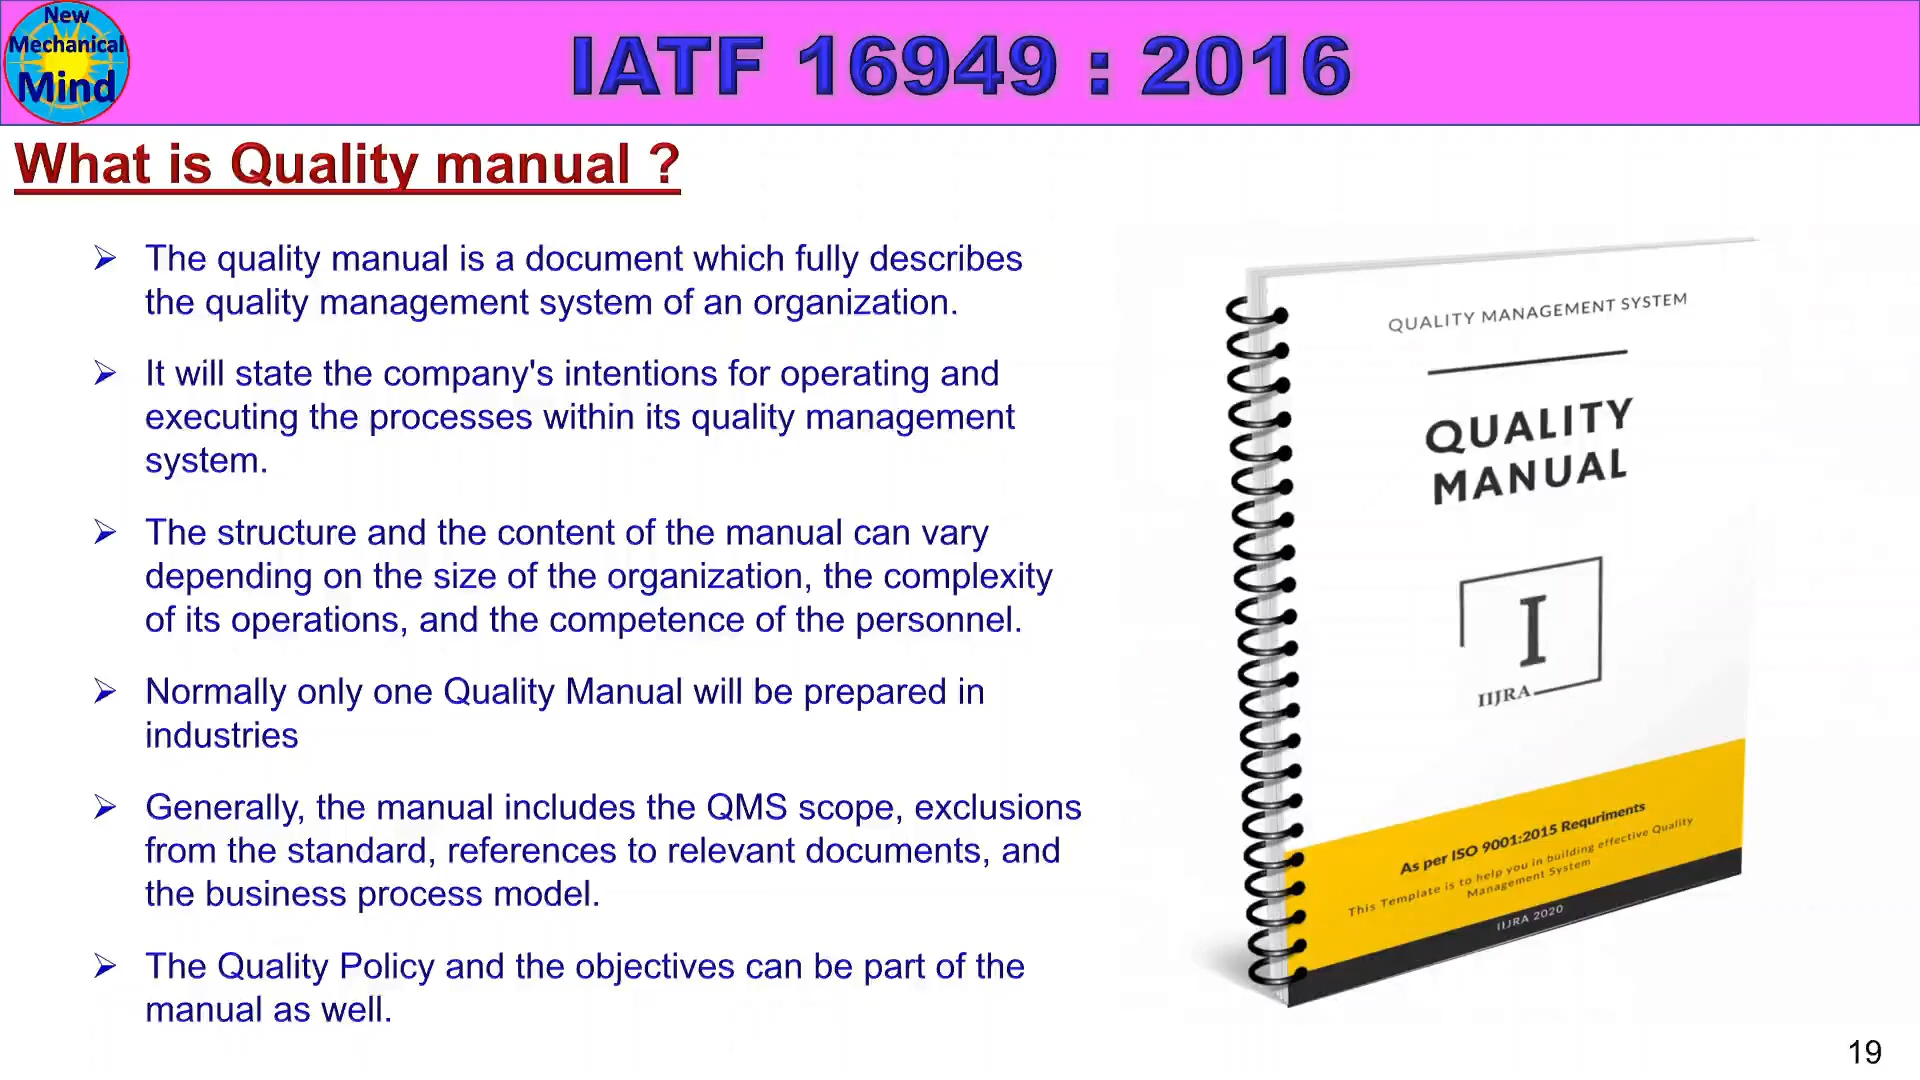 New
Mechanical
Mind
IATF 16949 : 2016
What is Quality manual ?
The quality manual is a document which fully describes
the quality management system of an organization.
It will state the company's intentions for operating and
executing the processes within its quality management
system.
The structure and the content of the manual can vary
depending on the size of the organization, the complexity
of its operations, and the competence of the personnel.
Normally only one Quality Manual will be prepared in
industries
Generally, the manual includes the QMS scope, exclusions
from the standard, references to relevant documents, and
the business process model.
The Quality Policy and the objectives can be part of the
manual as well.
QUALITY MANAGEMENT SYSTEM
QUALITY
MANUAL
I
IIJRA
As per ISO 9001:2015 Requriments
This Template is to help you in building effective Quality
Management System
IIJRA 2020
19